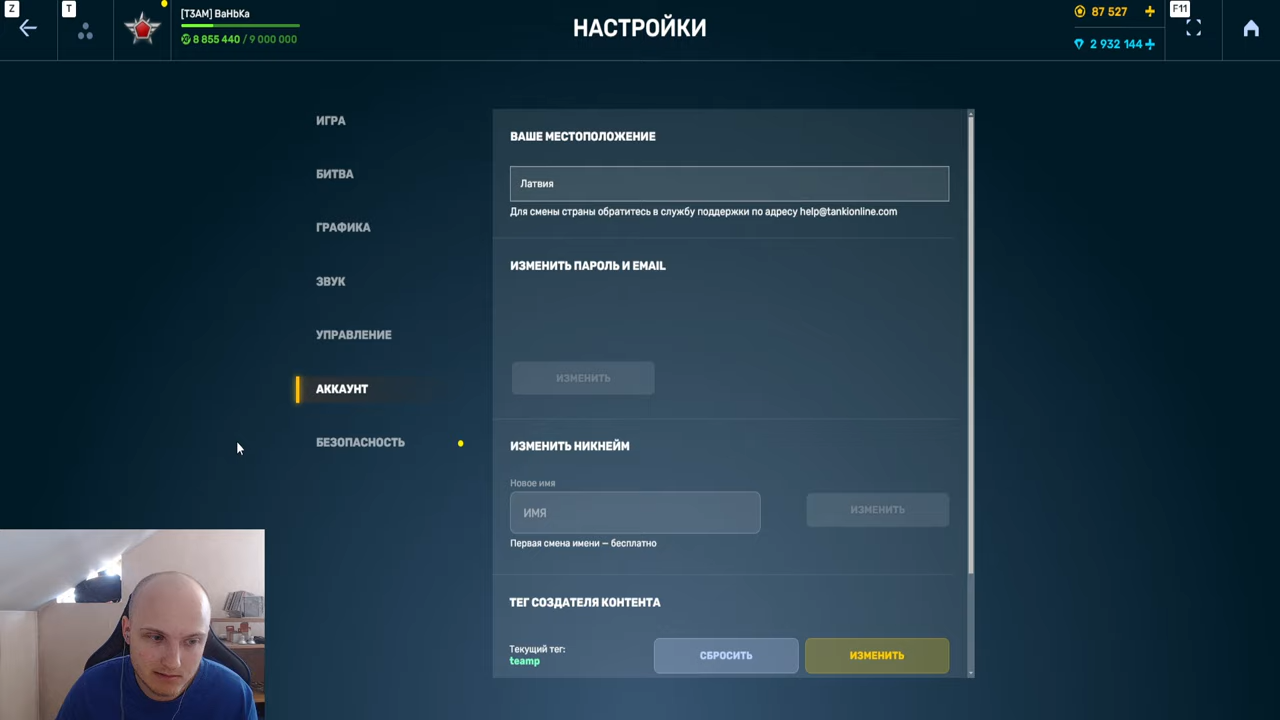 Z
T
[T3AM] BaHbKa
8 855 440 / 9 000 000
НАСТРОЙКИ
87 527
2 932 144
F11
ИГРА
БИТВА
ГРАФИКА
ЗВУК
УПРАВЛЕНИЕ
АККАУНТ
БЕЗОПАСНОСТЬ
ВАШЕ МЕСТОПОЛОЖЕНИЕ
Латвия
Для смены страны обратитесь в службу поддержки по адресу help@tankionline.com
ИЗМЕНИТЬ ПАРОЛЬ И EMAIL
ИЗМЕНИТЬ
ИЗМЕНИТЬ НИКНЕЙМ
Новое имя
ИМЯ
ИЗМЕНИТЬ
Первая смена имени — бесплатно
ТЕГ СОЗДАТЕЛЯ КОНТЕНТА
Текущий тег:
teamp
СБРОСИТЬ
ИЗМЕНИТЬ